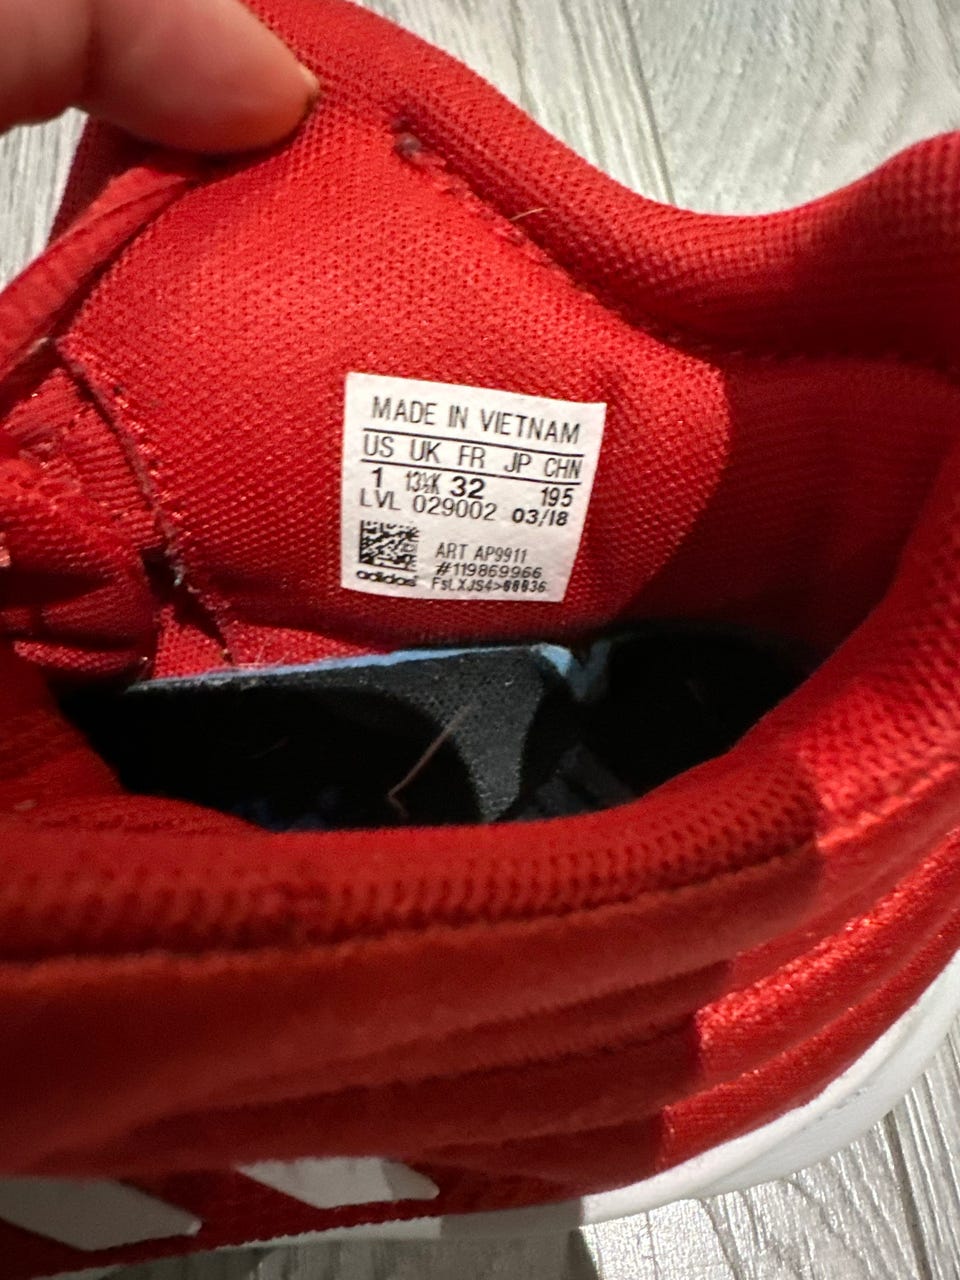 MADE IN VIETNAM
US UK FR JP CHN
1 13½K 32 195
LVL 029002 03/18
ART AP9911
#119869966
adidas